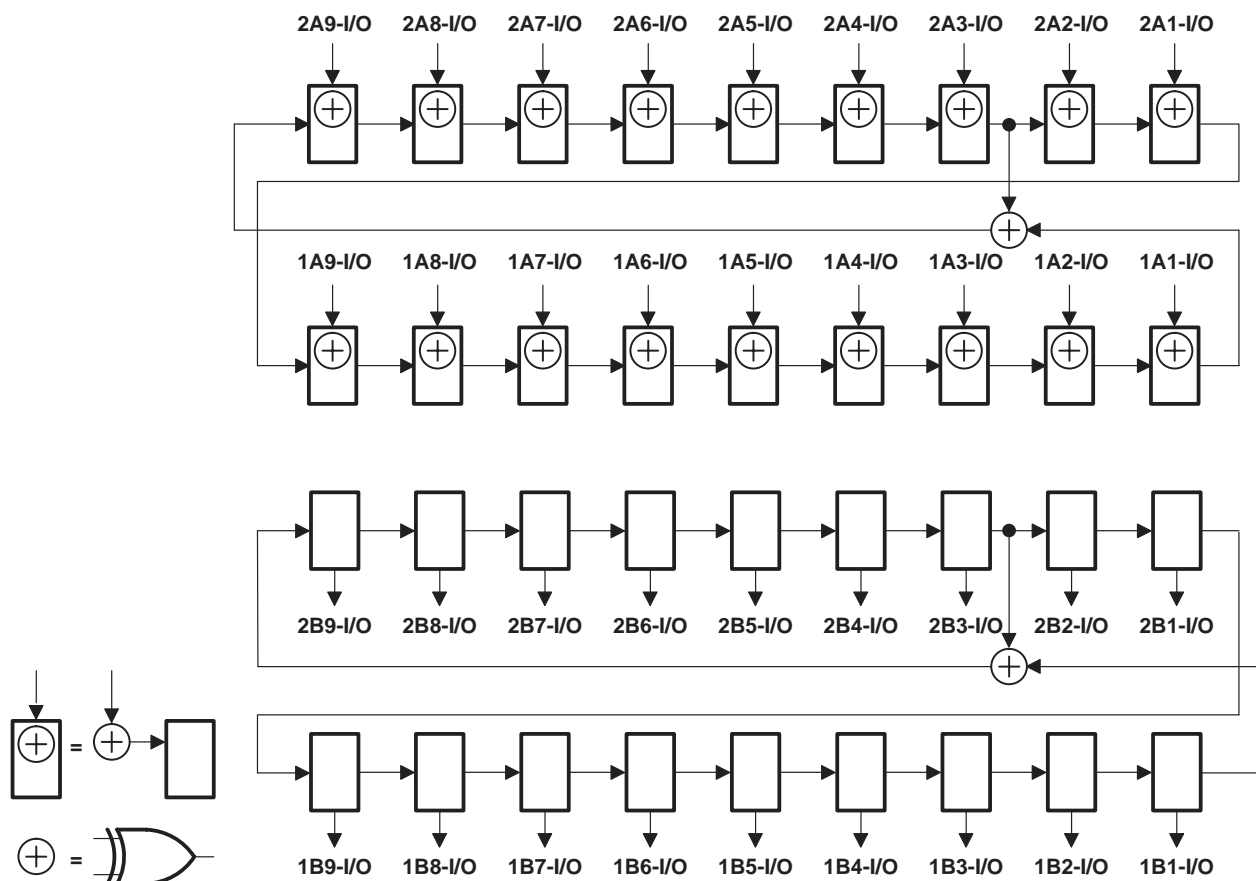 2A9-I/O 2A8-I/O 2A7-I/O 2A6-I/O 2A5-I/O 2A4-I/O 2A3-I/O 2A2-I/O 2A1-I/O
1A9-I/O 1A8-I/O 1A7-I/O 1A6-I/O 1A5-I/O 1A4-I/O 1A3-I/O 1A2-I/O 1A1-I/O
2B9-I/O 2B8-I/O 2B7-I/O 2B6-I/O 2B5-I/O 2B4-I/O 2B3-I/O 2B2-I/O 2B1-I/O
=
=
1B9-I/O 1B8-I/O 1B7-I/O 1B6-I/O 1B5-I/O 1B4-I/O 1B3-I/O 1B2-I/O 1B1-I/O